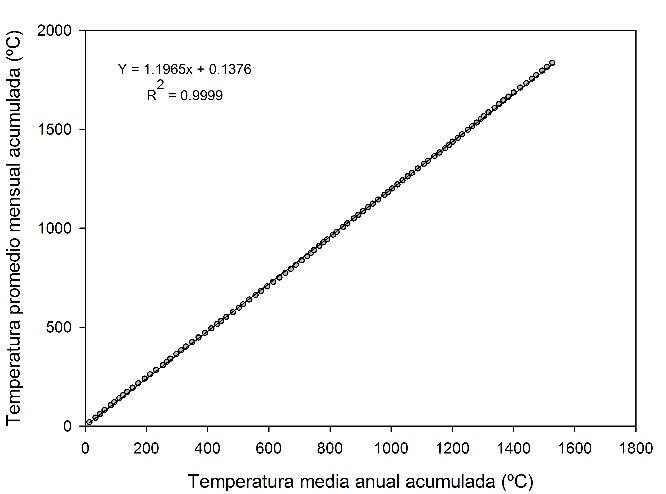 2000
Y = 1.1965x + 0.1376
R² = 0.9999
1500
1000
500
0
0 200 400 600 800 1000 1200 1400 1600 1800
Temperatura promedio mensual acumulada (ºC)
Temperatura media anual acumulada (ºC)